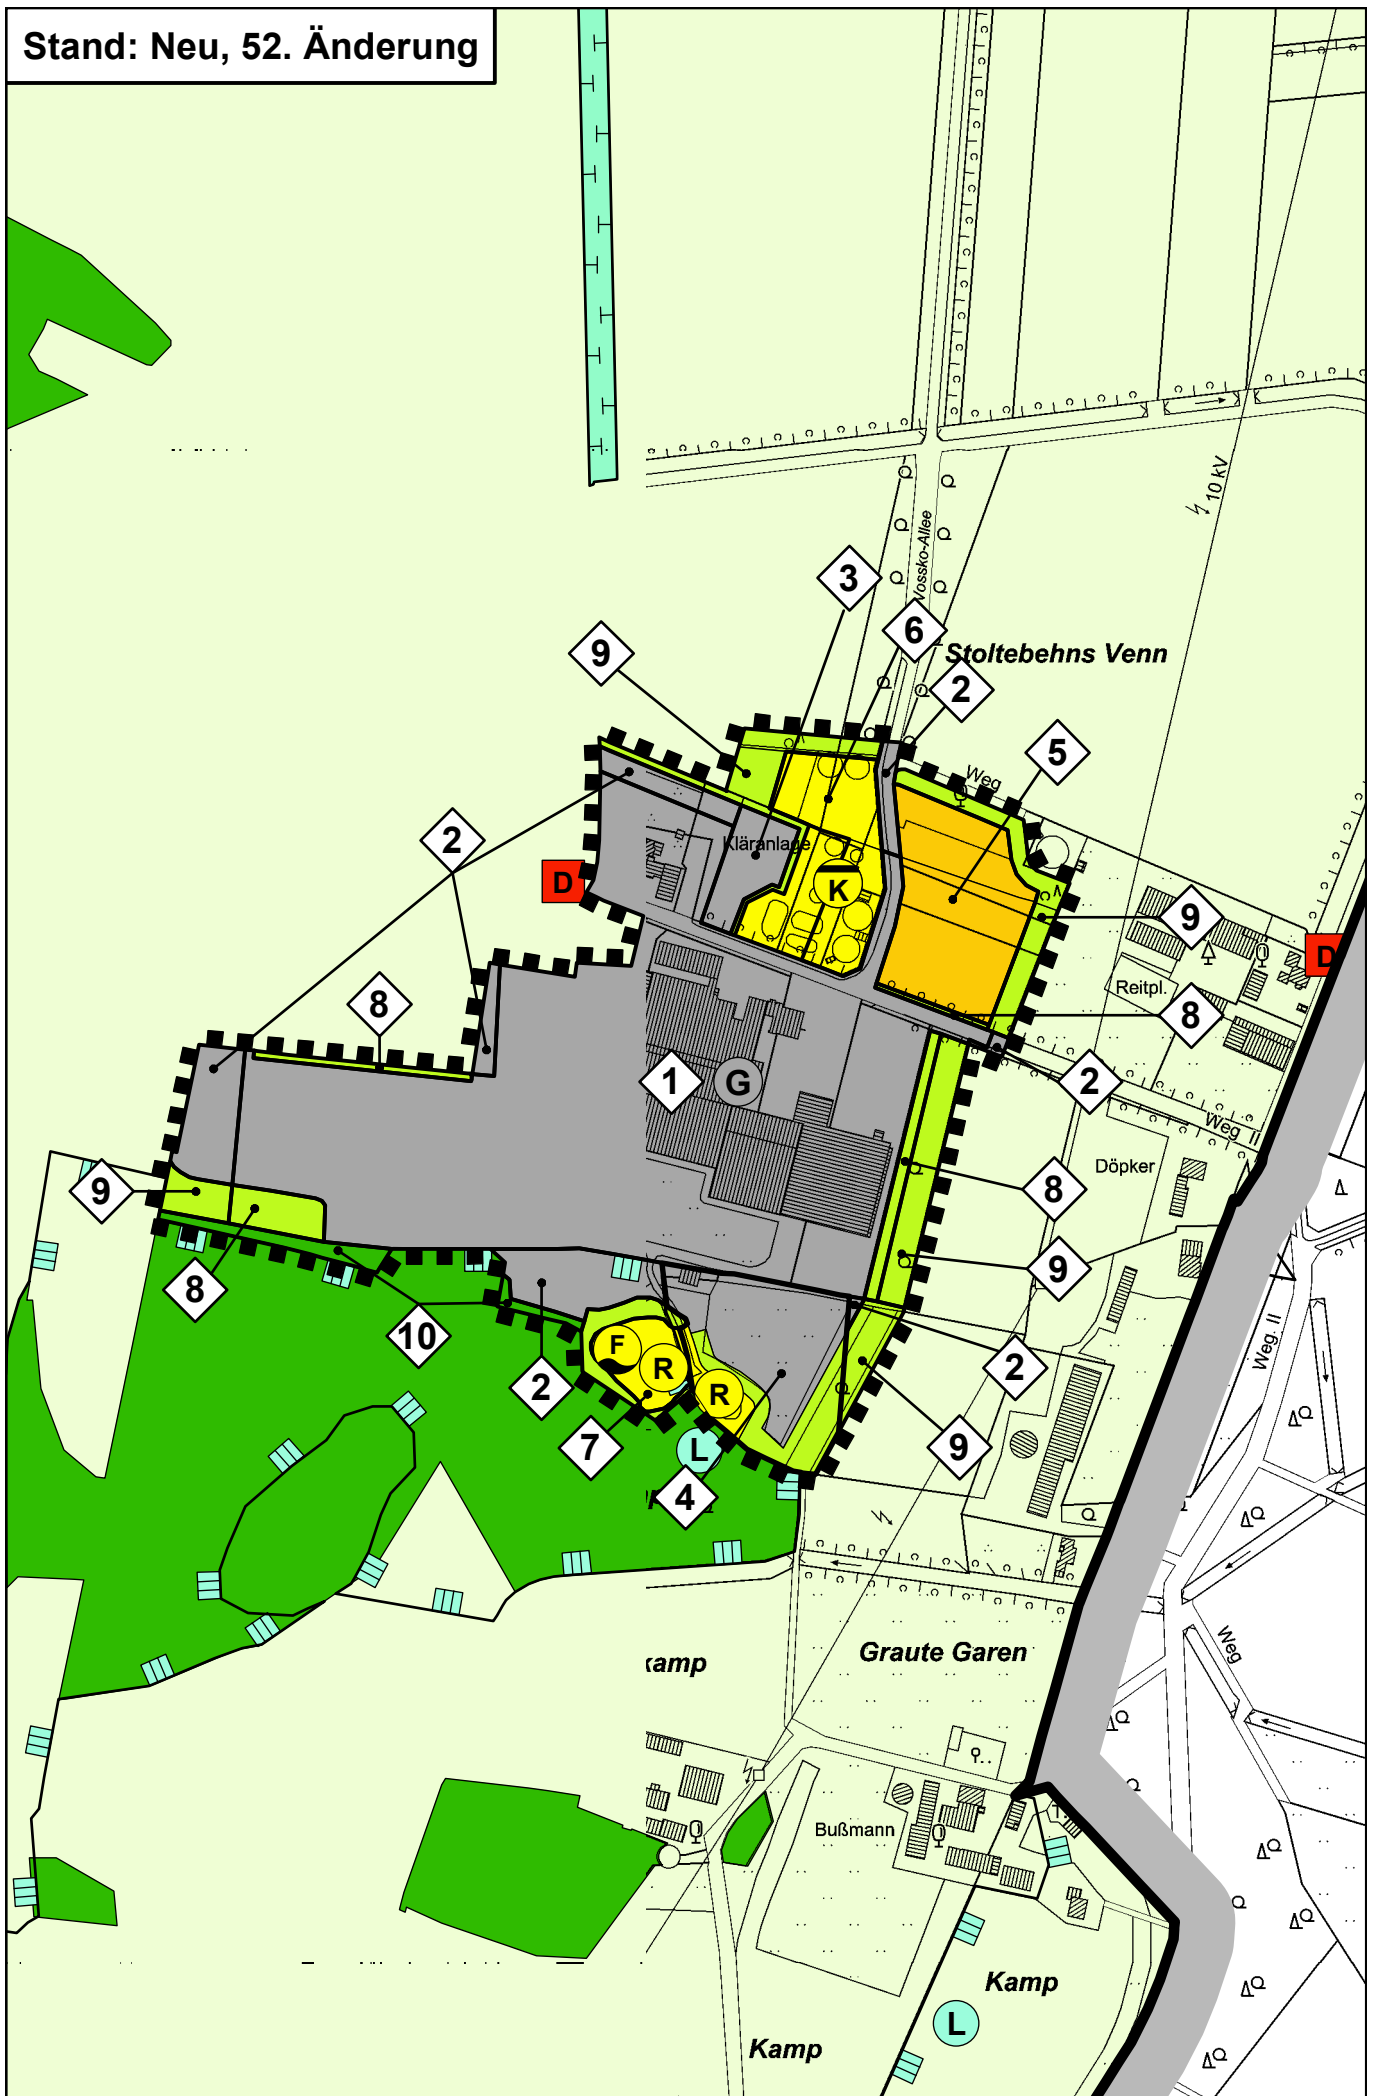 Stand: Neu, 52. Änderung
10 kV
Vossko-Allee
3
6
9
Stoltebehns Venn
2
5
Weg
2
Kläranlage
D
K
9
D
Reitpl.
8
8
1
G
2
Weg II
Döpker
9
8
8
9
10
F
R
2
R
2
7
L
9
4
Weg. II
Graute Garen
kamp
Weg
Bußmann
Kamp
L
Kamp